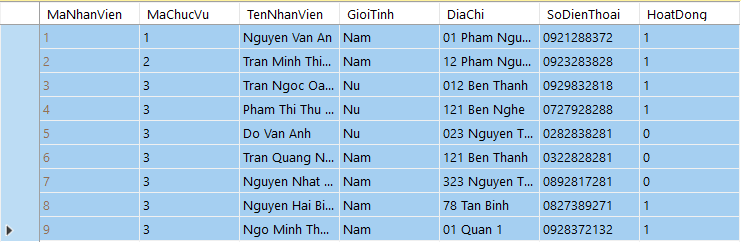 MaNhanVien MaChucVu TenNhanVien GioiTinh DiaChi SoDienThoai HoatDong
1 1 Nguyen Van An Nam 01 Pham Ngu... 0921288372 1
2 2 Tran Minh Thi... Nam 12 Pham Ngu... 0923283828 1
3 3 Tran Ngoc Oa... Nu 012 Ben Thanh 0929832818 1
4 3 Pham Thi Thu ... Nu 121 Ben Nghe 0727928288 1
5 3 Do Van Anh Nu 023 Nguyen T... 0282838281 0
6 3 Tran Quang N... Nam 121 Ben Thanh 0322828281 0
7 3 Nguyen Nhat ... Nam 323 Nguyen T... 0892817281 0
8 3 Nguyen Hai Bi... Nam 78 Tan Binh 0827389271 1
9 3 Ngo Minh Th... Nam 01 Quan 1 0928372132 1